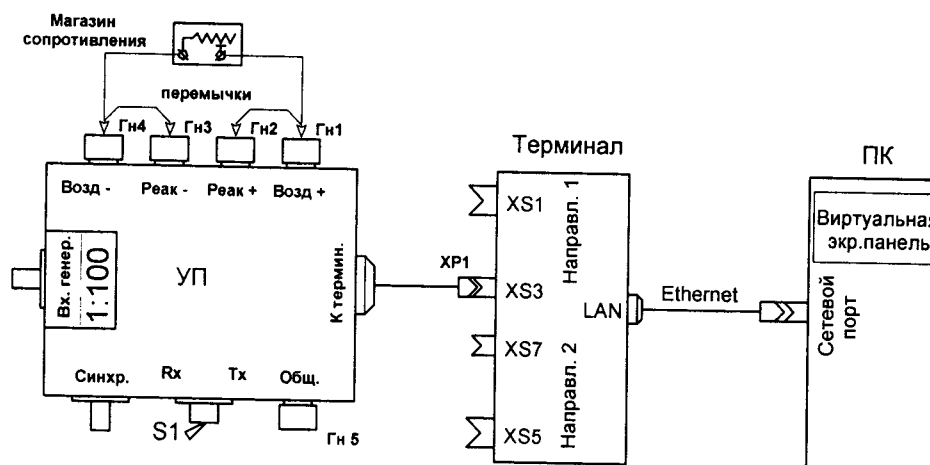 Магазин
сопротивления
перемычки
Гн4
Гн3
Гн2
Гн1
Возд -
Реак -
Реак +
Возд +
Вх. генер.
1:100
УП
К термин.
Синхр.
Rx
Tx
Общ.
S1
Гн 5
XP1
Терминал
XS1
XS3
XS7
XS5
Направл. 1
Направл. 2
LAN
Ethernet
ПК
Виртуальная
экр.панель
Сетевой
порт